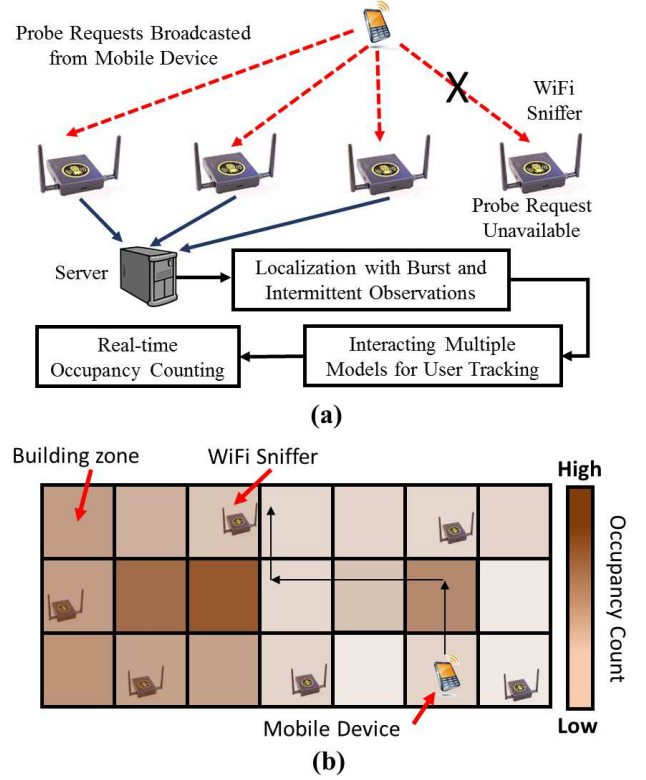 Probe Requests Broadcasted
from Mobile Device
WiFi
Sniffer
X
Probe Request
Unavailable
Server
Localization with Burst and
Intermittent Observations
Real-time
Occupancy Counting
Interacting Multiple
Models for User Tracking
(a)
Building zone
WiFi Sniffer
High
Occupancy Count
Low
Mobile Device
(b)